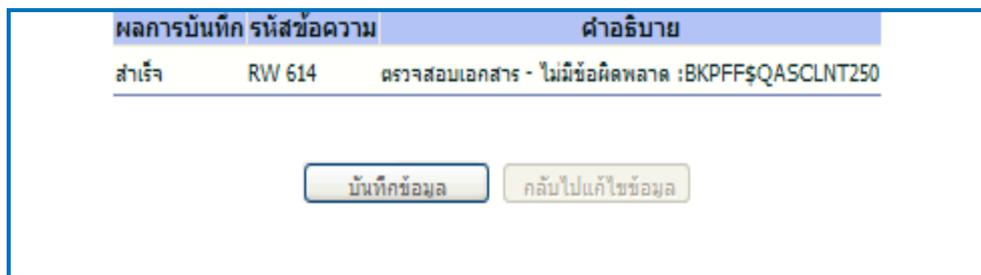 ผลการบันทึก รหัสข้อความ คำอธิบาย
สำเร็จ RW 614 ตรวจสอบเอกสาร - ไม่มีข้อผิดพลาด :BKPFF$QASCLNT250
บันทึกข้อมูล กลับไปแก้ไขข้อมูล